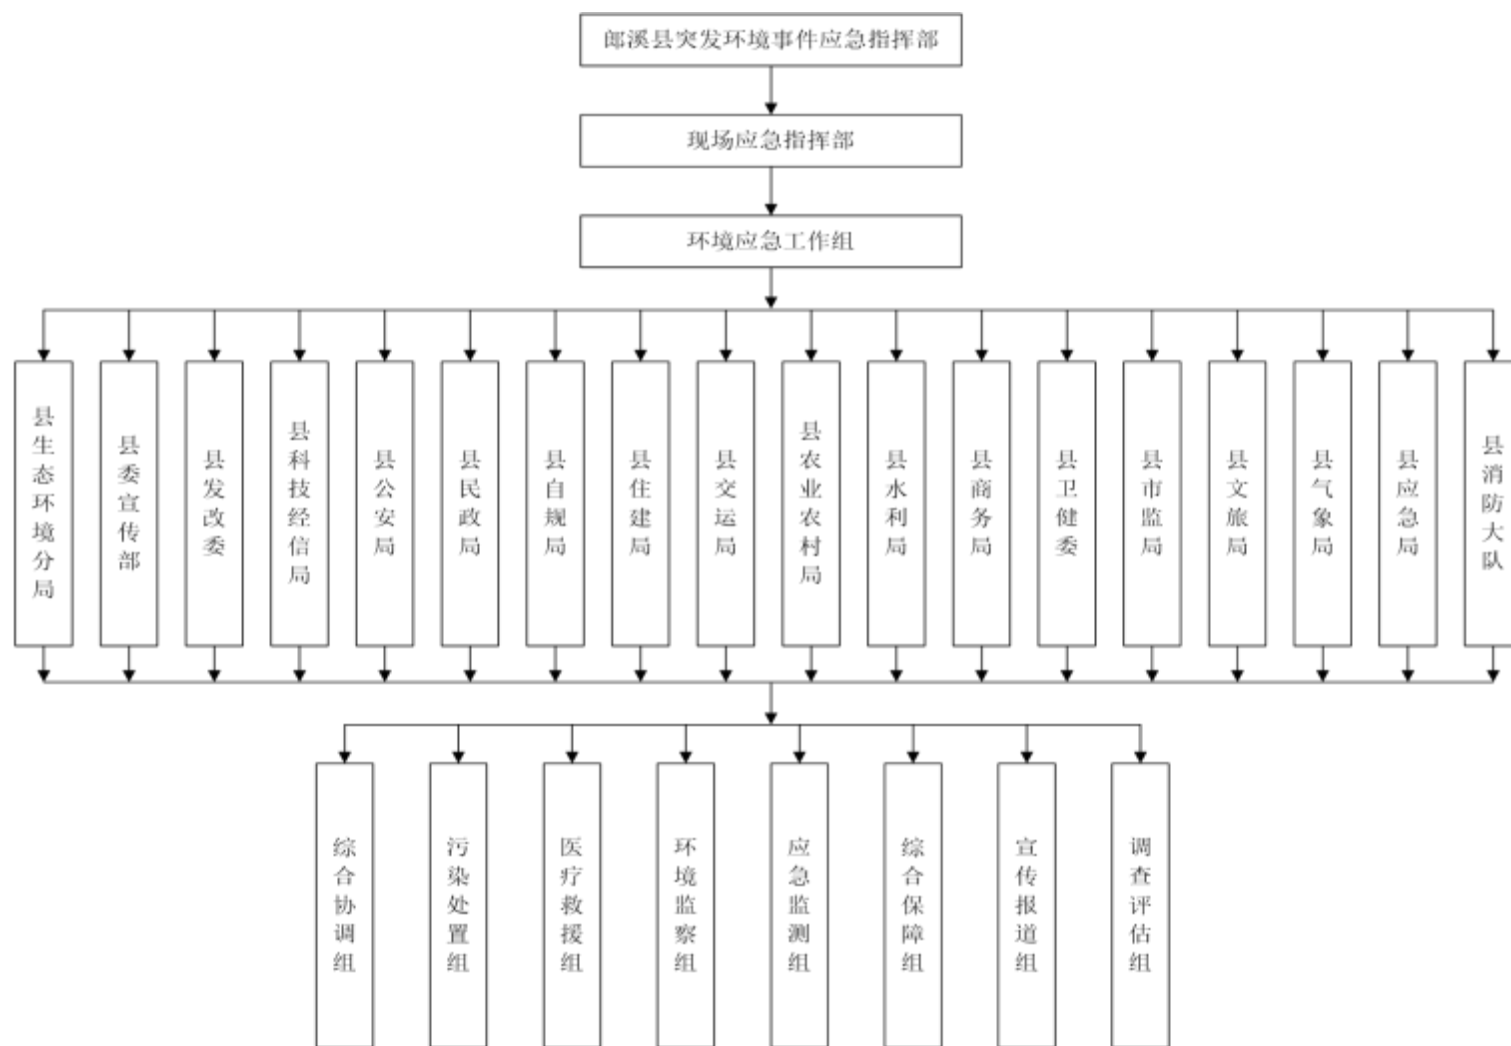 郎溪县突发环境事件应急指挥部
现场应急指挥部
环境应急工作组
县生态环境分局
县委宣传部
县发改委
县科技经信局
县公安局
县民政局
县自规局
县住建局
县交运局
县农业农村局
县水利局
县商务局
县卫健委
县市监局
县文旅局
县气象局
县应急局
县消防大队
综合协调组
污染处置组
医疗救援组
环境监察组
应急监测组
综合保障组
宣传报道组
调查评估组